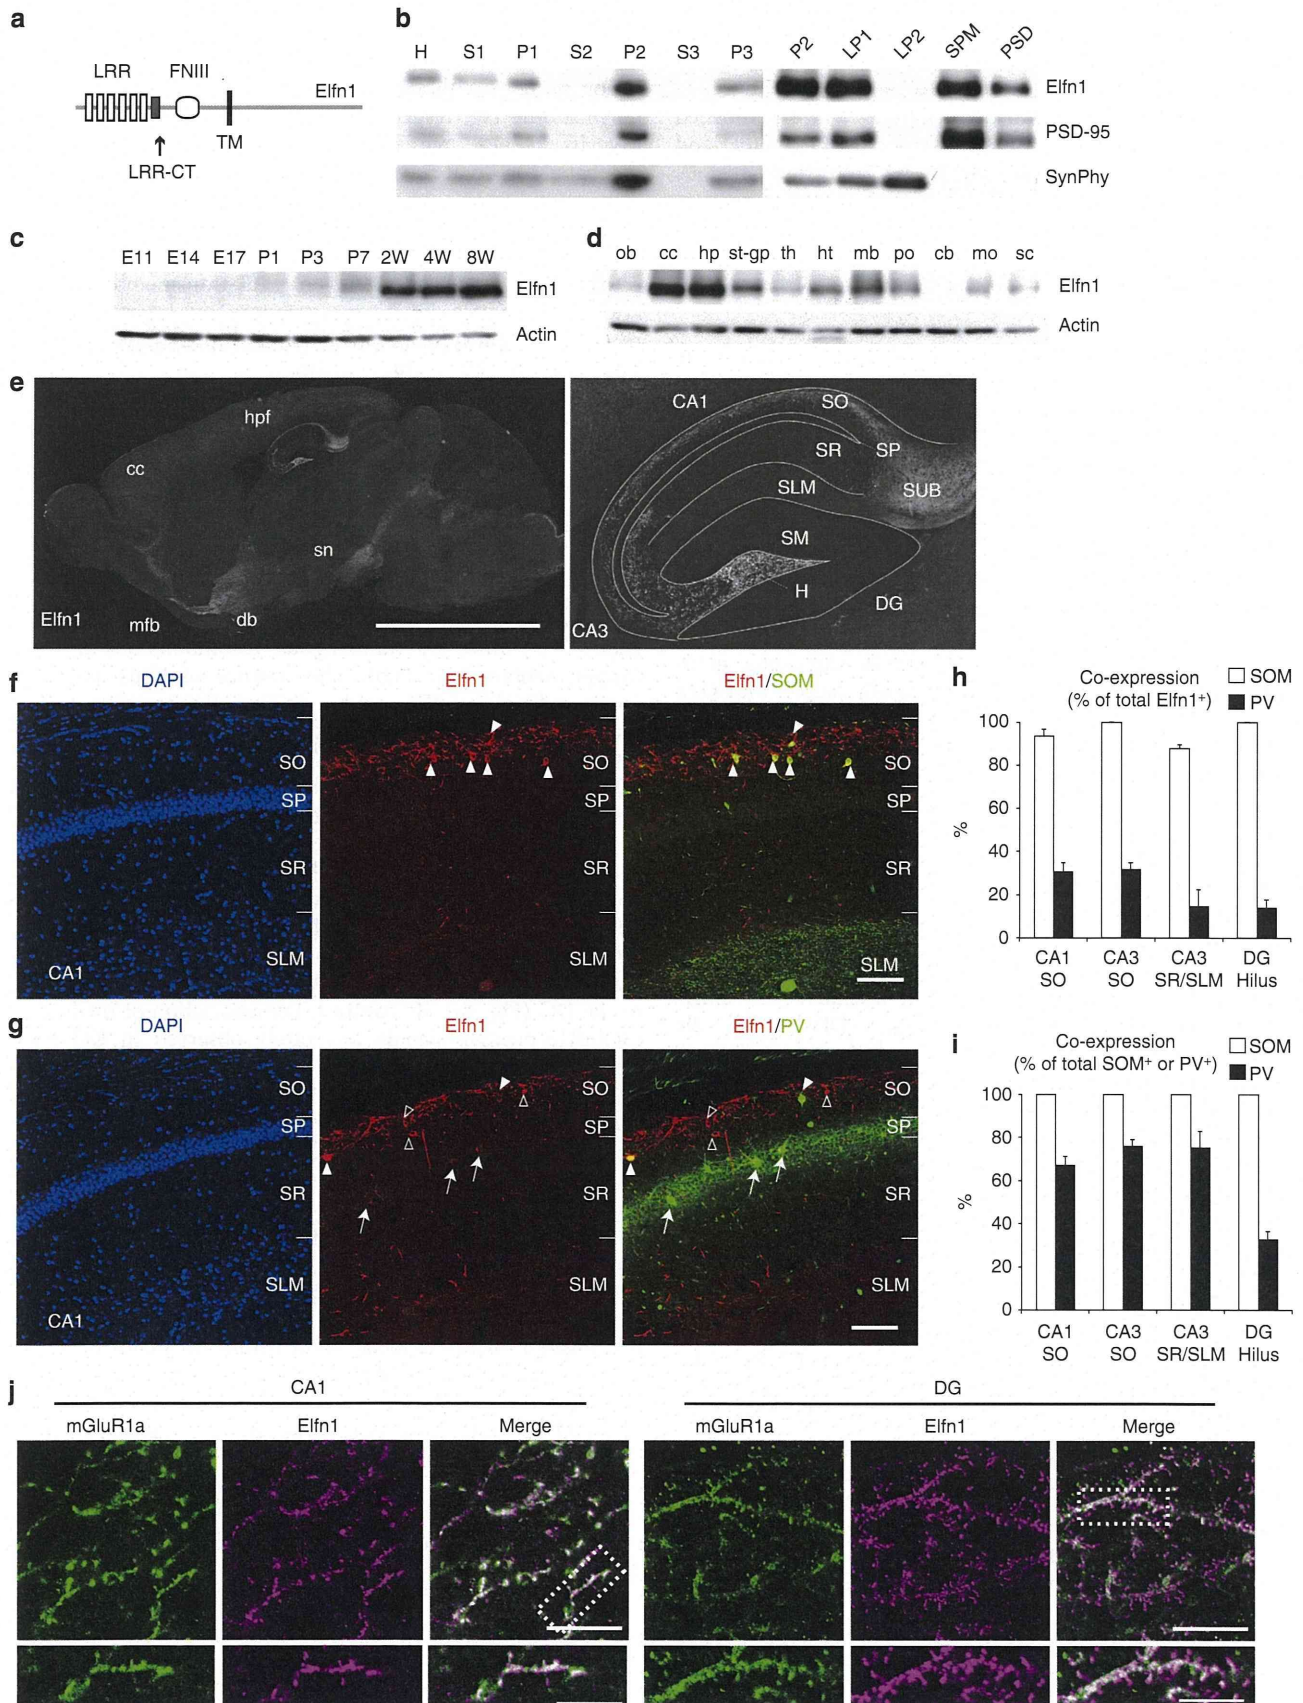 a
LRR
FNIII
Elfn1
TM
LRR-CT
b
H S1 P1 S2 P2 S3 P3 P2 LP1 LP2 SPM PSD
Elfn1
PSD-95
SynPhy
c
E11 E14 E17 P1 P3 P7 2W 4W 8W
Elfn1
Actin
d
ob cc hp st-gp th ht mb po cb mo sc
Elfn1
Actin
e
hpf
cc
sn
Elfn1
mfb
db
CA1
SO
SR
SP
SLM
SUB
SM
H
DG
CA3
f
DAPI
Elfn1
Elfn1/SOM
SO SO SO
SP SP SP
SR SR SR
SLM SLM SLM
CA1
g
DAPI
Elfn1
Elfn1/PV
SO SO SO
SP SP SP
SR SR SR
SLM SLM SLM
CA1
h
Co-expression
(% of total Elfn1+)
SOM
PV
100
80
60
40
20
0
%
CA1 CA3 CA3 DG
SO SO SR/SLM Hilus
i
Co-expression
(% of total SOM+ or PV+)
SOM
PV
100
80
60
40
20
0
%
CA1 CA3 CA3 DG
SO SO SR/SLM Hilus
j
CA1
mGluR1a Elfn1 Merge
DG
mGluR1a Elfn1 Merge